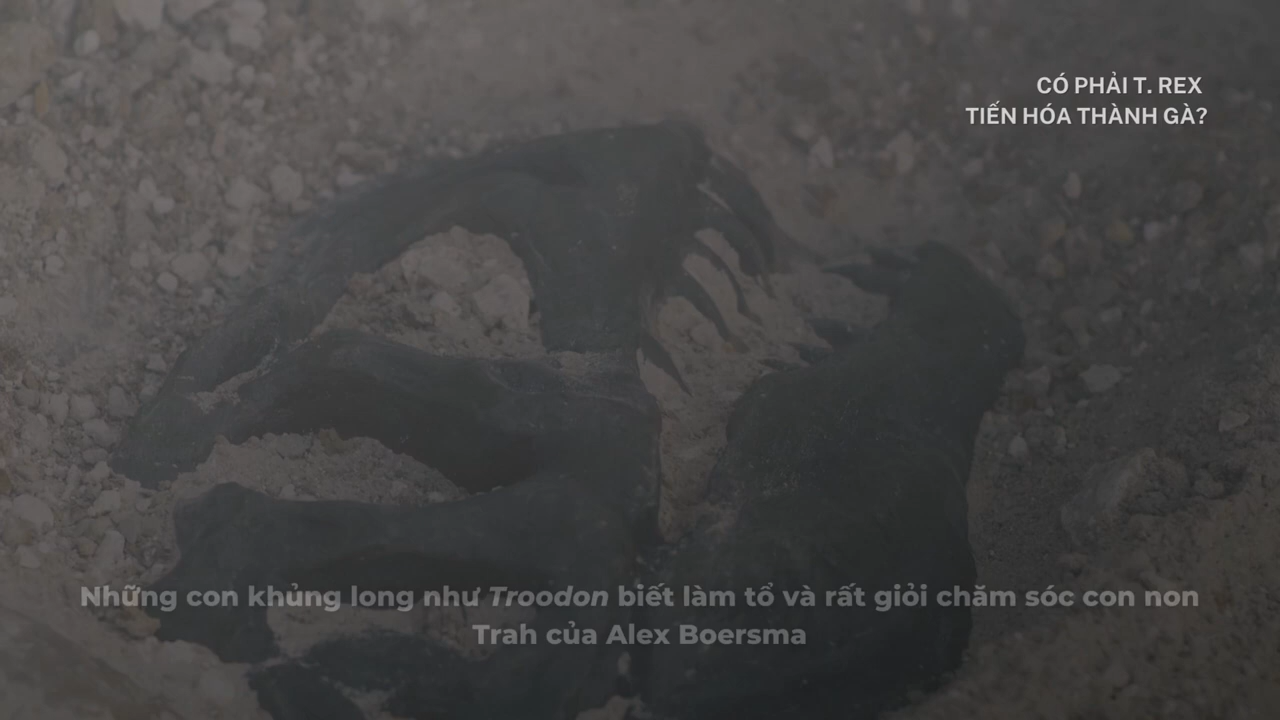 CÓ PHẢI T. REX
TIẾN HÓA THÀNH GÀ?
Những con khủng long như Troodon biết làm tổ và rất giỏi chăm sóc con non
Trah của Alex Boersma